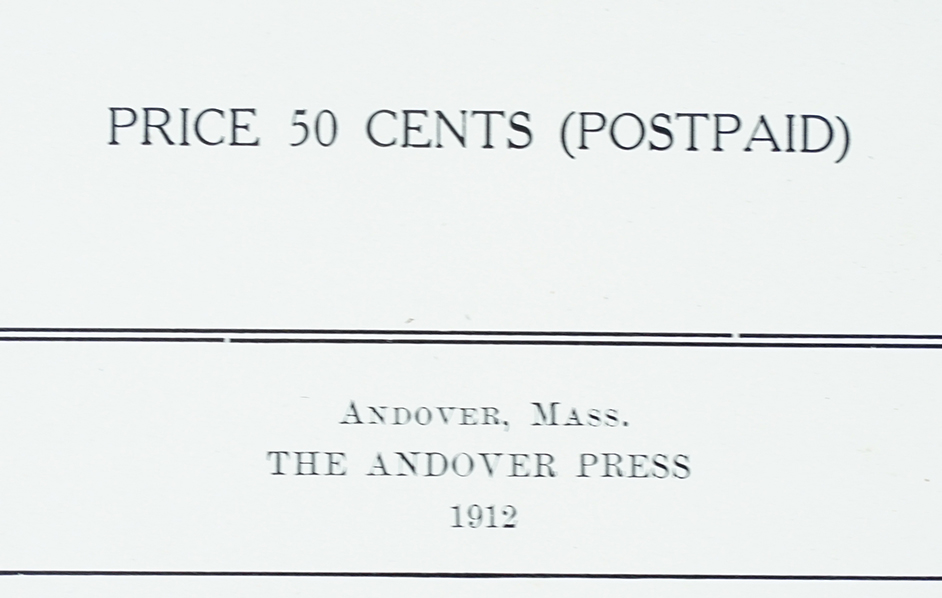 PRICE 50 CENTS (POSTPAID)
ANDOVER, MASS.
THE ANDOVER PRESS
1912